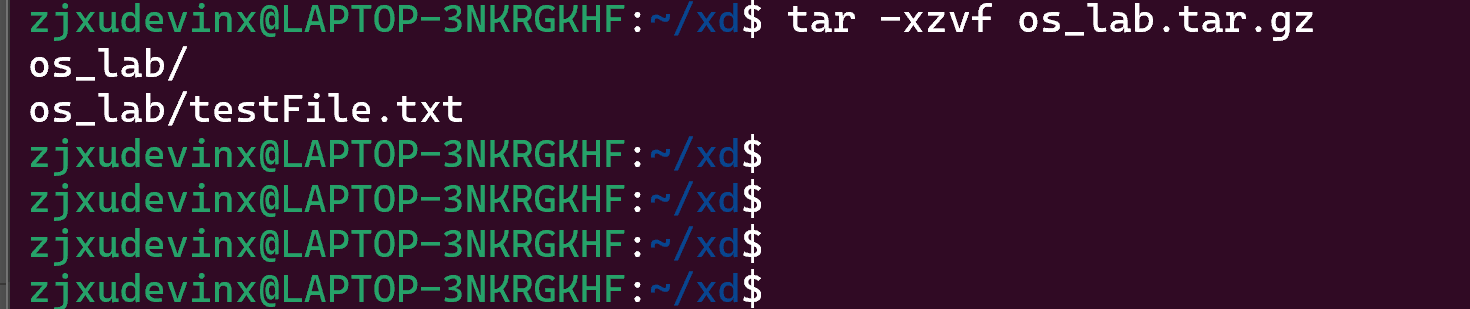 zjxudevinx@LAPTOP-3NKRGKHF:~/xd$ tar -xzvf os_lab.tar.gz
os_lab/
os_lab/testFile.txt
zjxudevinx@LAPTOP-3NKRGKHF:~/xd$
zjxudevinx@LAPTOP-3NKRGKHF:~/xd$
zjxudevinx@LAPTOP-3NKRGKHF:~/xd$
zjxudevinx@LAPTOP-3NKRGKHF:~/xd$